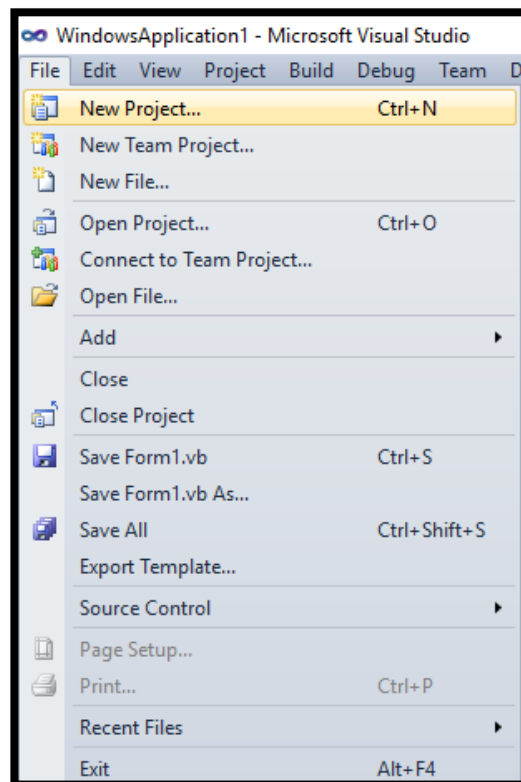 WindowsApplication1 - Microsoft Visual Studio
File Edit View Project Build Debug Team D
New Project... Ctrl+N
New Team Project...
New File...
Open Project... Ctrl+O
Connect to Team Project...
Open File...
Add
Close
Close Project
Save Form1.vb Ctrl+S
Save Form1.vb As...
Save All Ctrl+Shift+S
Export Template...
Source Control
Page Setup...
Print... Ctrl+P
Recent Files
Exit Alt+F4